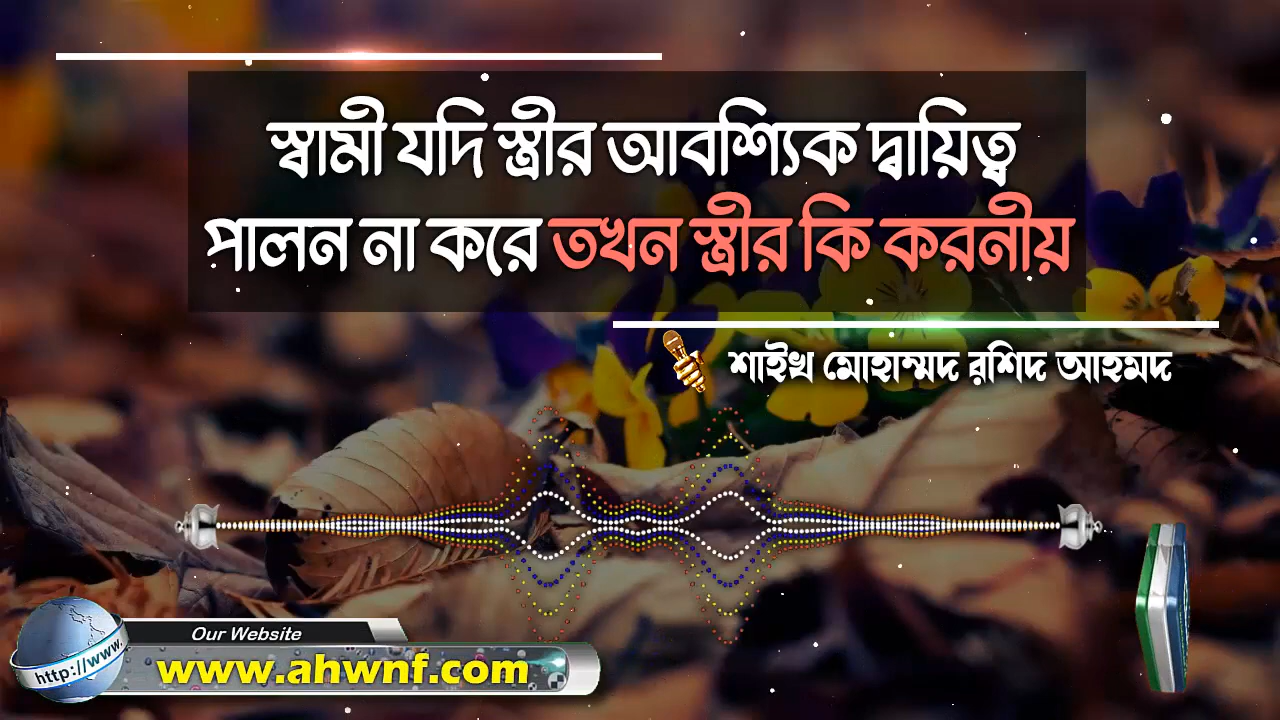 স্বামী যদি স্ত্রীর আবশ্যিক দ্বায়িত্ব
পালন না করে তখন স্ত্রীর কি করনীয়
শাইখ মোহাম্মদ রশিদ আহমদ
Our Website
http://www.
www.ahwnf.com